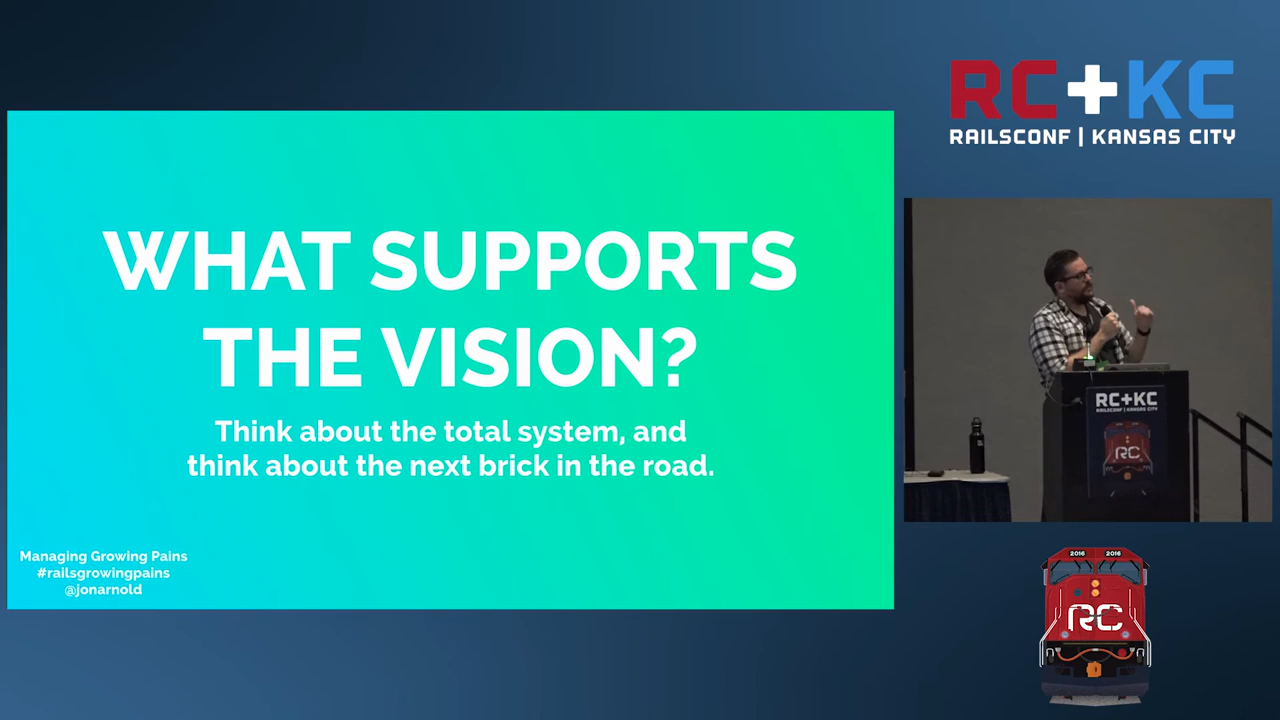 WHAT SUPPORTS
THE VISION?
Think about the total system, and
think about the next brick in the road.
Managing Growing Pains
#railsgrowingpains
@jonarnold
RC+KC
RAILSCONF | KANSAS CITY
RC+KC
RAILSCONF | KANSAS CITY
RC
2016 2016
RC